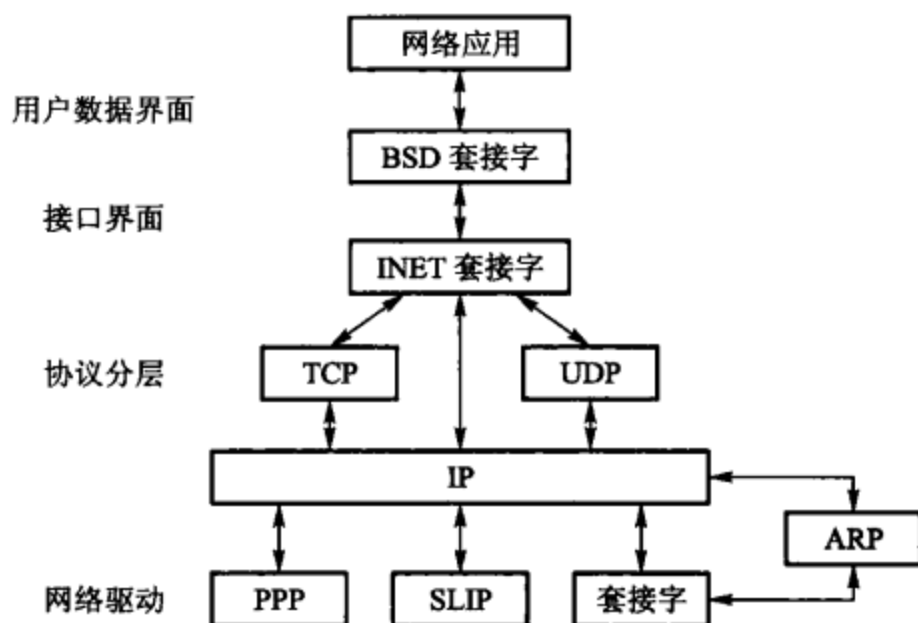 网络应用
用户数据界面
BSD 套接字
接口界面
INET 套接字
协议分层
TCP
UDP
IP
ARP
网络驱动
PPP
SLIP
套接字